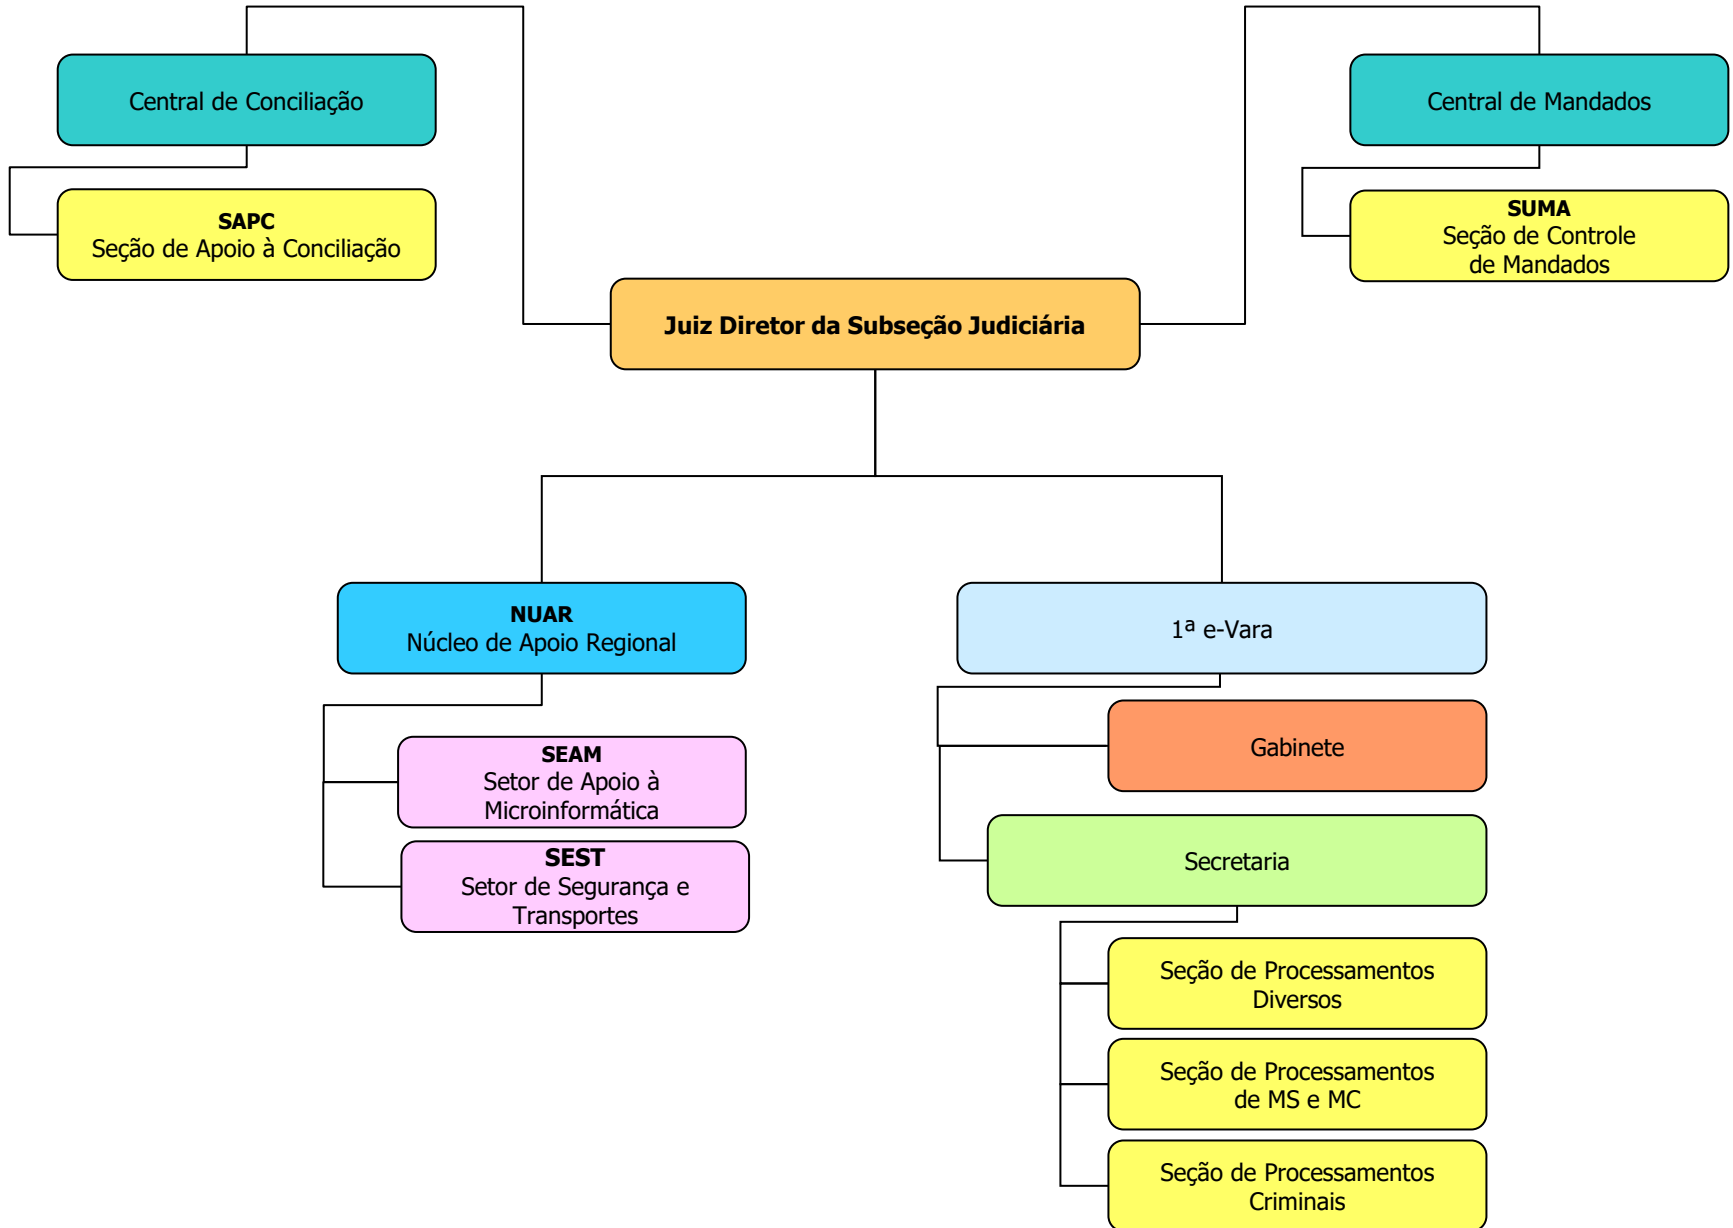 Central de Conciliação
Central de Mandados
SAPC
Seção de Apoio à Conciliação
SUMA
Seção de Controle
de Mandados
Juiz Diretor da Subseção Judiciária
NUAR
Núcleo de Apoio Regional
1ª e-Vara
SEAM
Setor de Apoio à
Microinformática
SEST
Setor de Segurança e
Transportes
Gabinete
Secretaria
Seção de Processamentos
Diversos
Seção de Processamentos
de MS e MC
Seção de Processamentos
Criminais